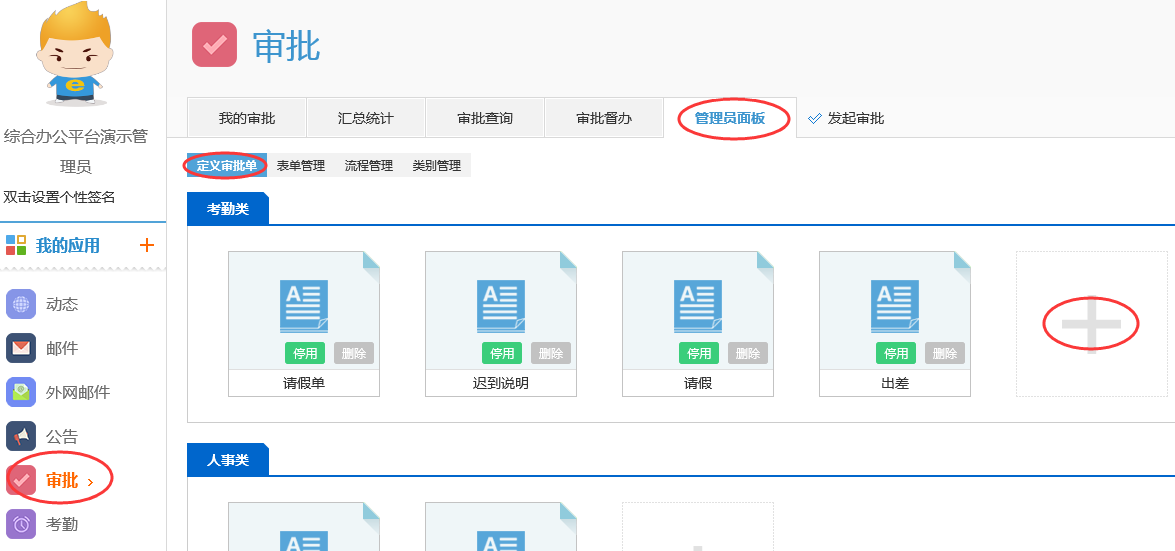 审批
综合办公平台演示管
理员
双击设置个性签名
我的应用
动态
邮件
外网邮件
公告
审批 ›
考勤
我的审批 汇总统计 审批查询 审批督办 管理员面板 发起审批
定义审批单 表单管理 流程管理 类别管理
考勤类
停用 删除 停用 删除 停用 删除 停用 删除
请假单 迟到说明 请假 出差
人事类